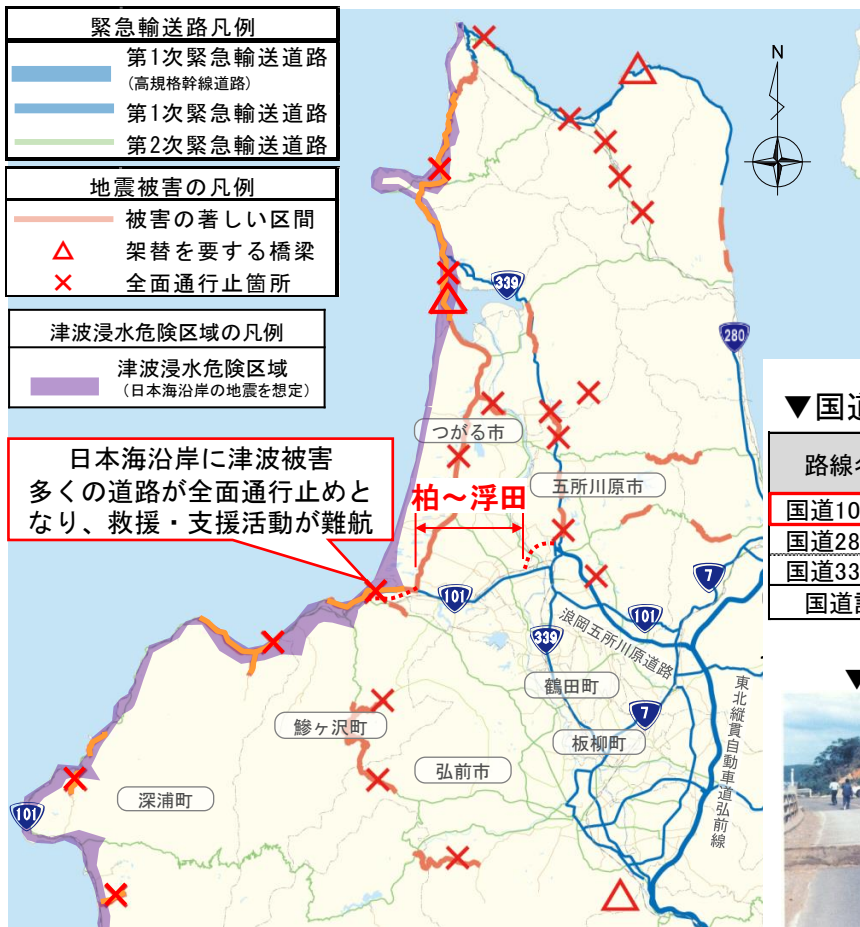 緊急輸送路凡例
第1次緊急輸送道路
(高規格幹線道路)
第1次緊急輸送道路
第2次緊急輸送道路
地震被害の凡例
被害の著しい区間
架替を要する橋梁
全面通行止箇所
津波浸水危険区域の凡例
津波浸水危険区域
（日本海沿岸の地震を想定）
N
339
280
つがる市
日本海沿岸に津波被害
多くの道路が全面通行止めと
なり、救援・支援活動が難航
柏～浮田
五所川原市
7
101
101
浪岡五所川原道路
339
鶴田町
7
板柳町
東北縦貫自動車道弘前線
鰺ヶ沢町
弘前市
深浦町
101
▼国道
路線名
国道10
国道28
国道33
国道計
▼